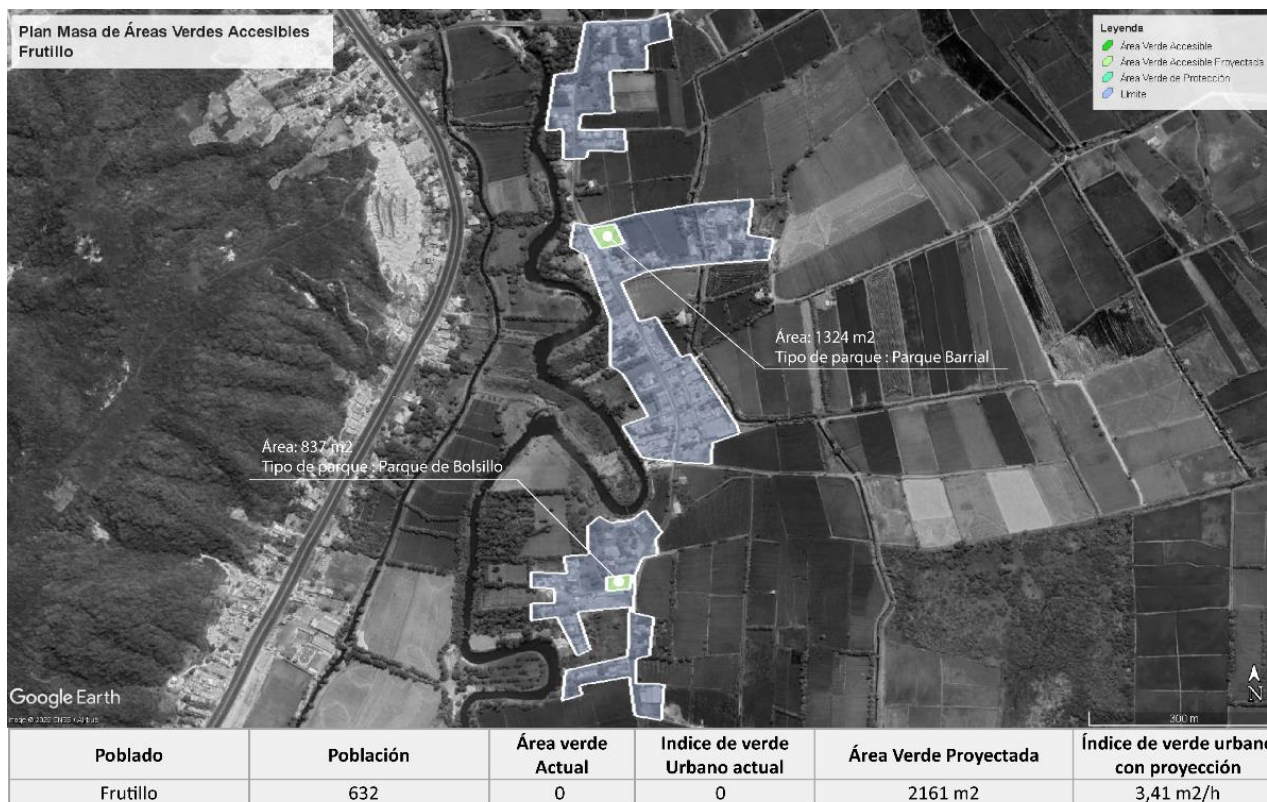 Plan Masa de Áreas Verdes Accesibles
Frutillo
Leyenda
Área Verde Accesible
Área Verde Accesible Proyectada
Área Verde de Protección
Límite
Área: 1324 m2
Tipo de parque : Parque Barrial
Área: 837 m2
Tipo de parque : Parque de Bolsillo
Google Earth
N
300 m
Poblado Población Área verde Actual Indice de verde Urbano actual Área Verde Proyectada Índice de verde urbano con proyección
Frutillo 632 0 0 2161 m2 3,41 m2/h